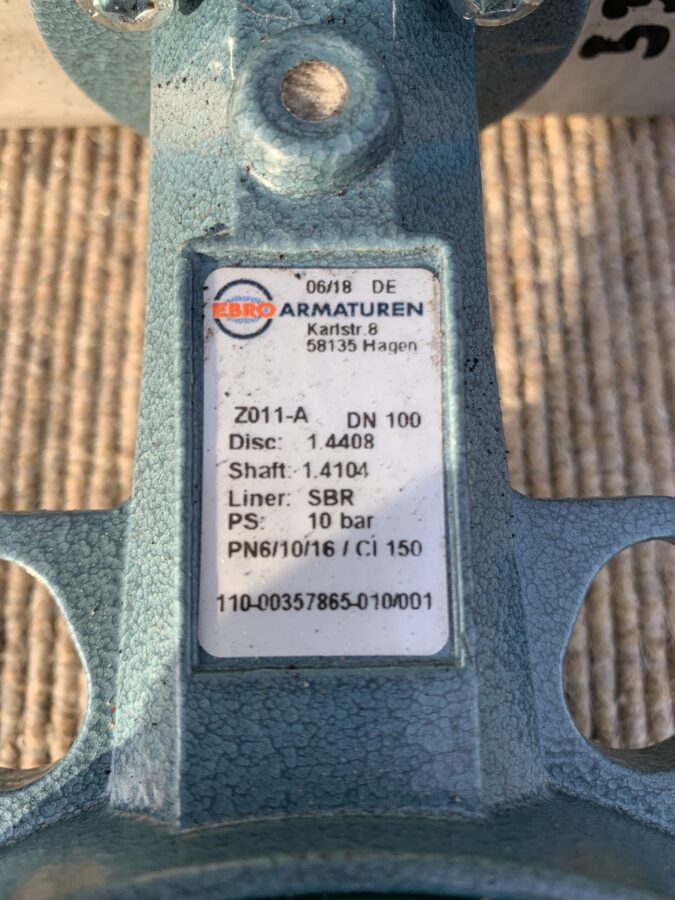 06/18 DE
EBRO ARMATUREN
Karlstr.8
58135 Hagen
Z011-A DN 100
Disc: 1.4408
Shaft: 1.4104
Liner: SBR
PS: 10 bar
PN6/10/16 / CI 150
110-00357865-010/001